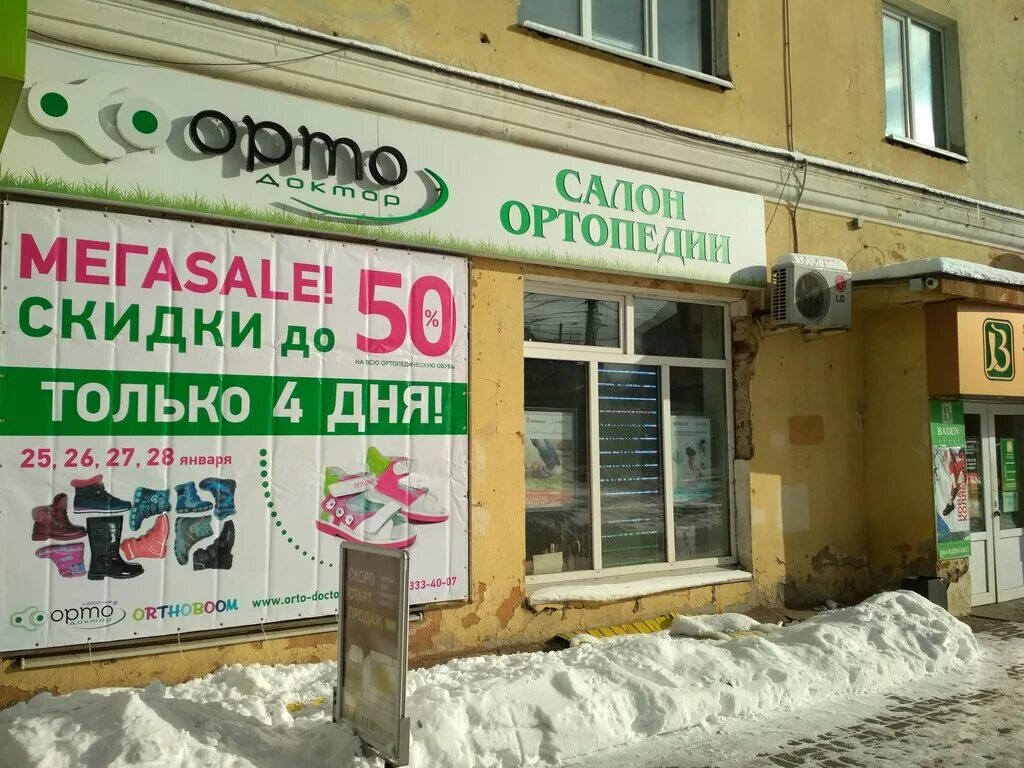 орто
доктор
САЛОН
ОРТОПЕДИИ
МЕГАSALE!
СКИДКИ до 50%
НА ВСЮ ОРТОПЕДИЧЕСКУЮ ОБУВЬ
ТОЛЬКО 4 ДНЯ!
25, 26, 27, 28 января
орто
доктор
ORTHOBOOM
www.orto-docto
333-40-07
СКОРО
СТАРТ
ПРОДАЖ
LG
B
B
BADEN